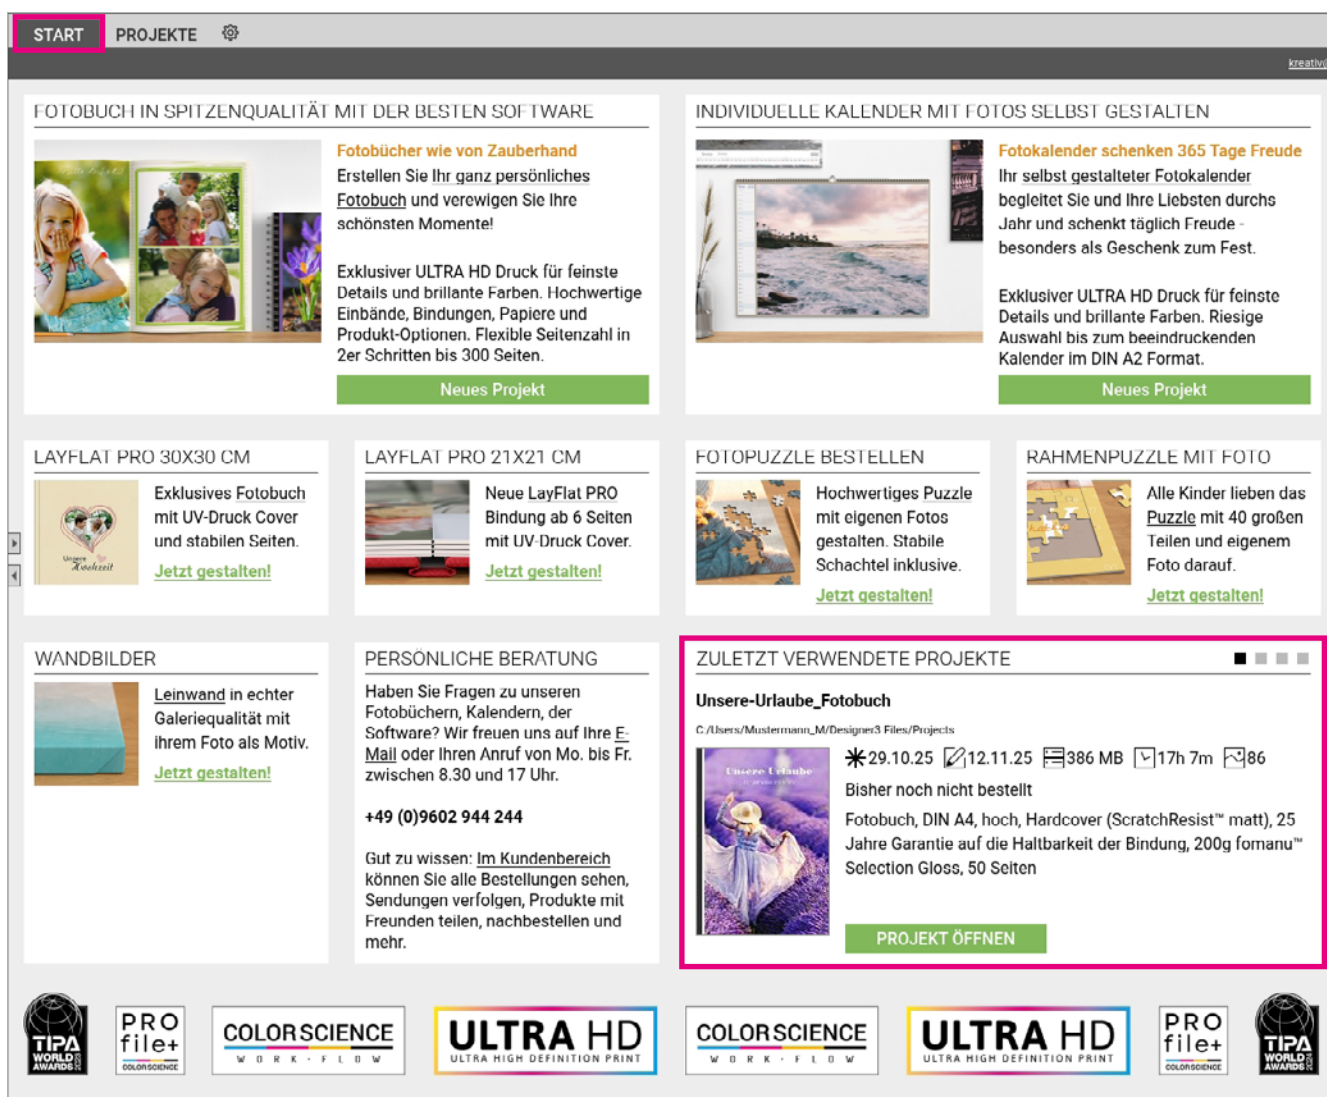 START PROJEKTE
kreativ@
FOTOBUCH IN SPITZENQUALITÄT MIT DER BESTEN SOFTWARE
Fotobücher wie von Zauberhand
Erstellen Sie Ihr ganz persönliches
Fotobuch und verewigen Sie Ihre
schönsten Momente!
Exklusiver ULTRA HD Druck für feinste
Details und brillante Farben. Hochwertige
Einbände, Bindungen, Papiere und
Produkt-Optionen. Flexible Seitenzahl in
2er Schritten bis 300 Seiten.
Neues Projekt
INDIVIDUELLE KALENDER MIT FOTOS SELBST GESTALTEN
Fotokalender schenken 365 Tage Freude
Ihr selbst gestalteter Fotokalender
begleitet Sie und Ihre Liebsten durchs
Jahr und schenkt täglich Freude -
besonders als Geschenk zum Fest.
Exklusiver ULTRA HD Druck für feinste
Details und brillante Farben. Riesige
Auswahl bis zum beeindruckenden
Kalender im DIN A2 Format.
Neues Projekt
LAYFLAT PRO 30X30 CM
Unsere
Hochzeit
Exklusives Fotobuch
mit UV-Druck Cover
und stabilen Seiten.
Jetzt gestalten!
LAYFLAT PRO 21X21 CM
Neue LayFlat PRO
Bindung ab 6 Seiten
mit UV-Druck Cover.
Jetzt gestalten!
FOTOPUZZLE BESTELLEN
Hochwertiges Puzzle
mit eigenen Fotos
gestalten. Stabile
Schachtel inklusive.
Jetzt gestalten!
RAHMENPUZZLE MIT FOTO
Alle Kinder lieben das
Puzzle mit 40 großen
Teilen und eigenem
Foto darauf.
Jetzt gestalten!
WANDBILDER
Leinwand in echter
Galeriequalität mit
ihrem Foto als Motiv.
Jetzt gestalten!
PERSÖNLICHE BERATUNG
Haben Sie Fragen zu unseren
Fotobüchern, Kalendern, der
Software? Wir freuen uns auf Ihre E-
Mail oder Ihren Anruf von Mo. bis Fr.
zwischen 8.30 und 17 Uhr.
+49 (0)9602 944 244
Gut zu wissen: Im Kundenbereich
können Sie alle Bestellungen sehen,
Sendungen verfolgen, Produkte mit
Freunden teilen, nachbestellen und
mehr.
ZULETZT VERWENDETE PROJEKTE
Unsere-Urlaube_Fotobuch
C:/Users/Mustermann_M/Designer3 Files/Projects
Unsere Urlaube
29.10.25 12.11.25 386 MB 17h 7m 86
Bisher noch nicht bestellt
Fotobuch, DIN A4, hoch, Hardcover (ScratchResist™ matt), 25
Jahre Garantie auf die Haltbarkeit der Bindung, 200g fomanu™
Selection Gloss, 50 Seiten
PROJEKT ÖFFNEN
TIPA
WORLD
AWARDS 2023
PRO
file+
COLORSCIENCE
COLORSCIENCE
WORK·FLOW
ULTRA HD
ULTRA HIGH DEFINITION PRINT
COLORSCIENCE
WORK·FLOW
ULTRA HD
ULTRA HIGH DEFINITION PRINT
PRO
file+
COLORSCIENCE
TIPA
WORLD
AWARDS 2024